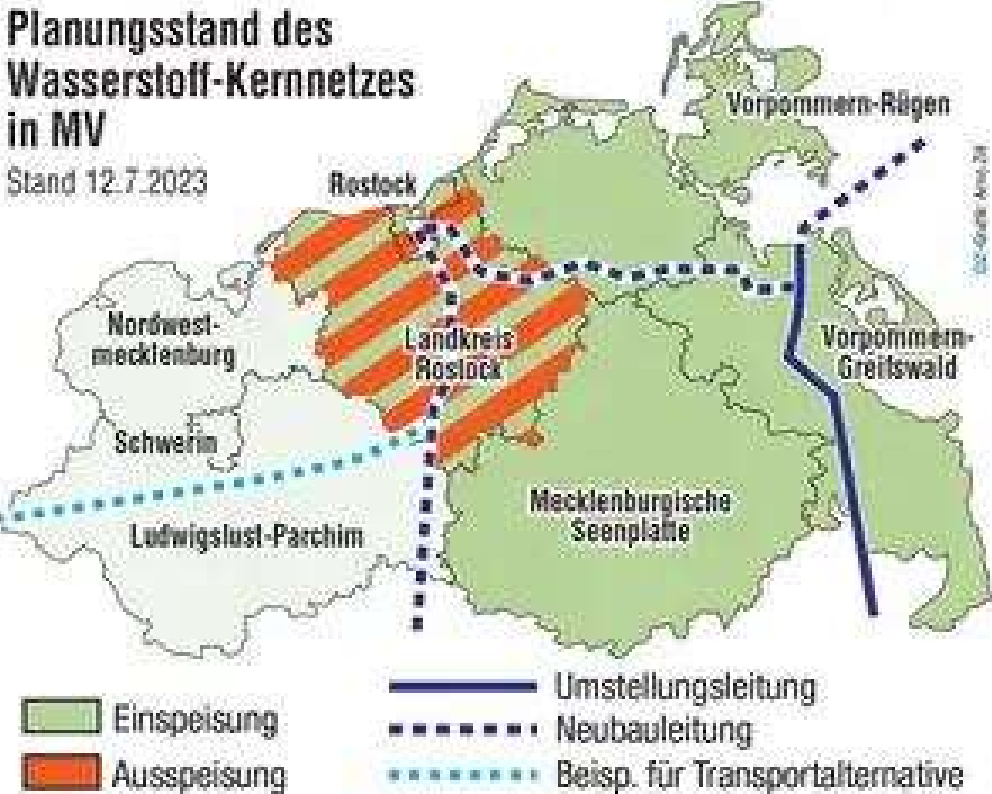 Planungsstand des
Wasserstoff-Kernnetzes
in MV
Stand 12.7.2023
Vorpommern-Rügen
Rostock
Nordwest-
mecklenburg
Landkreis
Rostock
Vorpommern-
Greifswald
Schwerin
Mecklenburgische
Seenplatte
Ludwigslust-Parchim
Einspeisung
Ausspeisung
Umstellungsleitung
Neubauleitung
Beisp. für Transportalternative